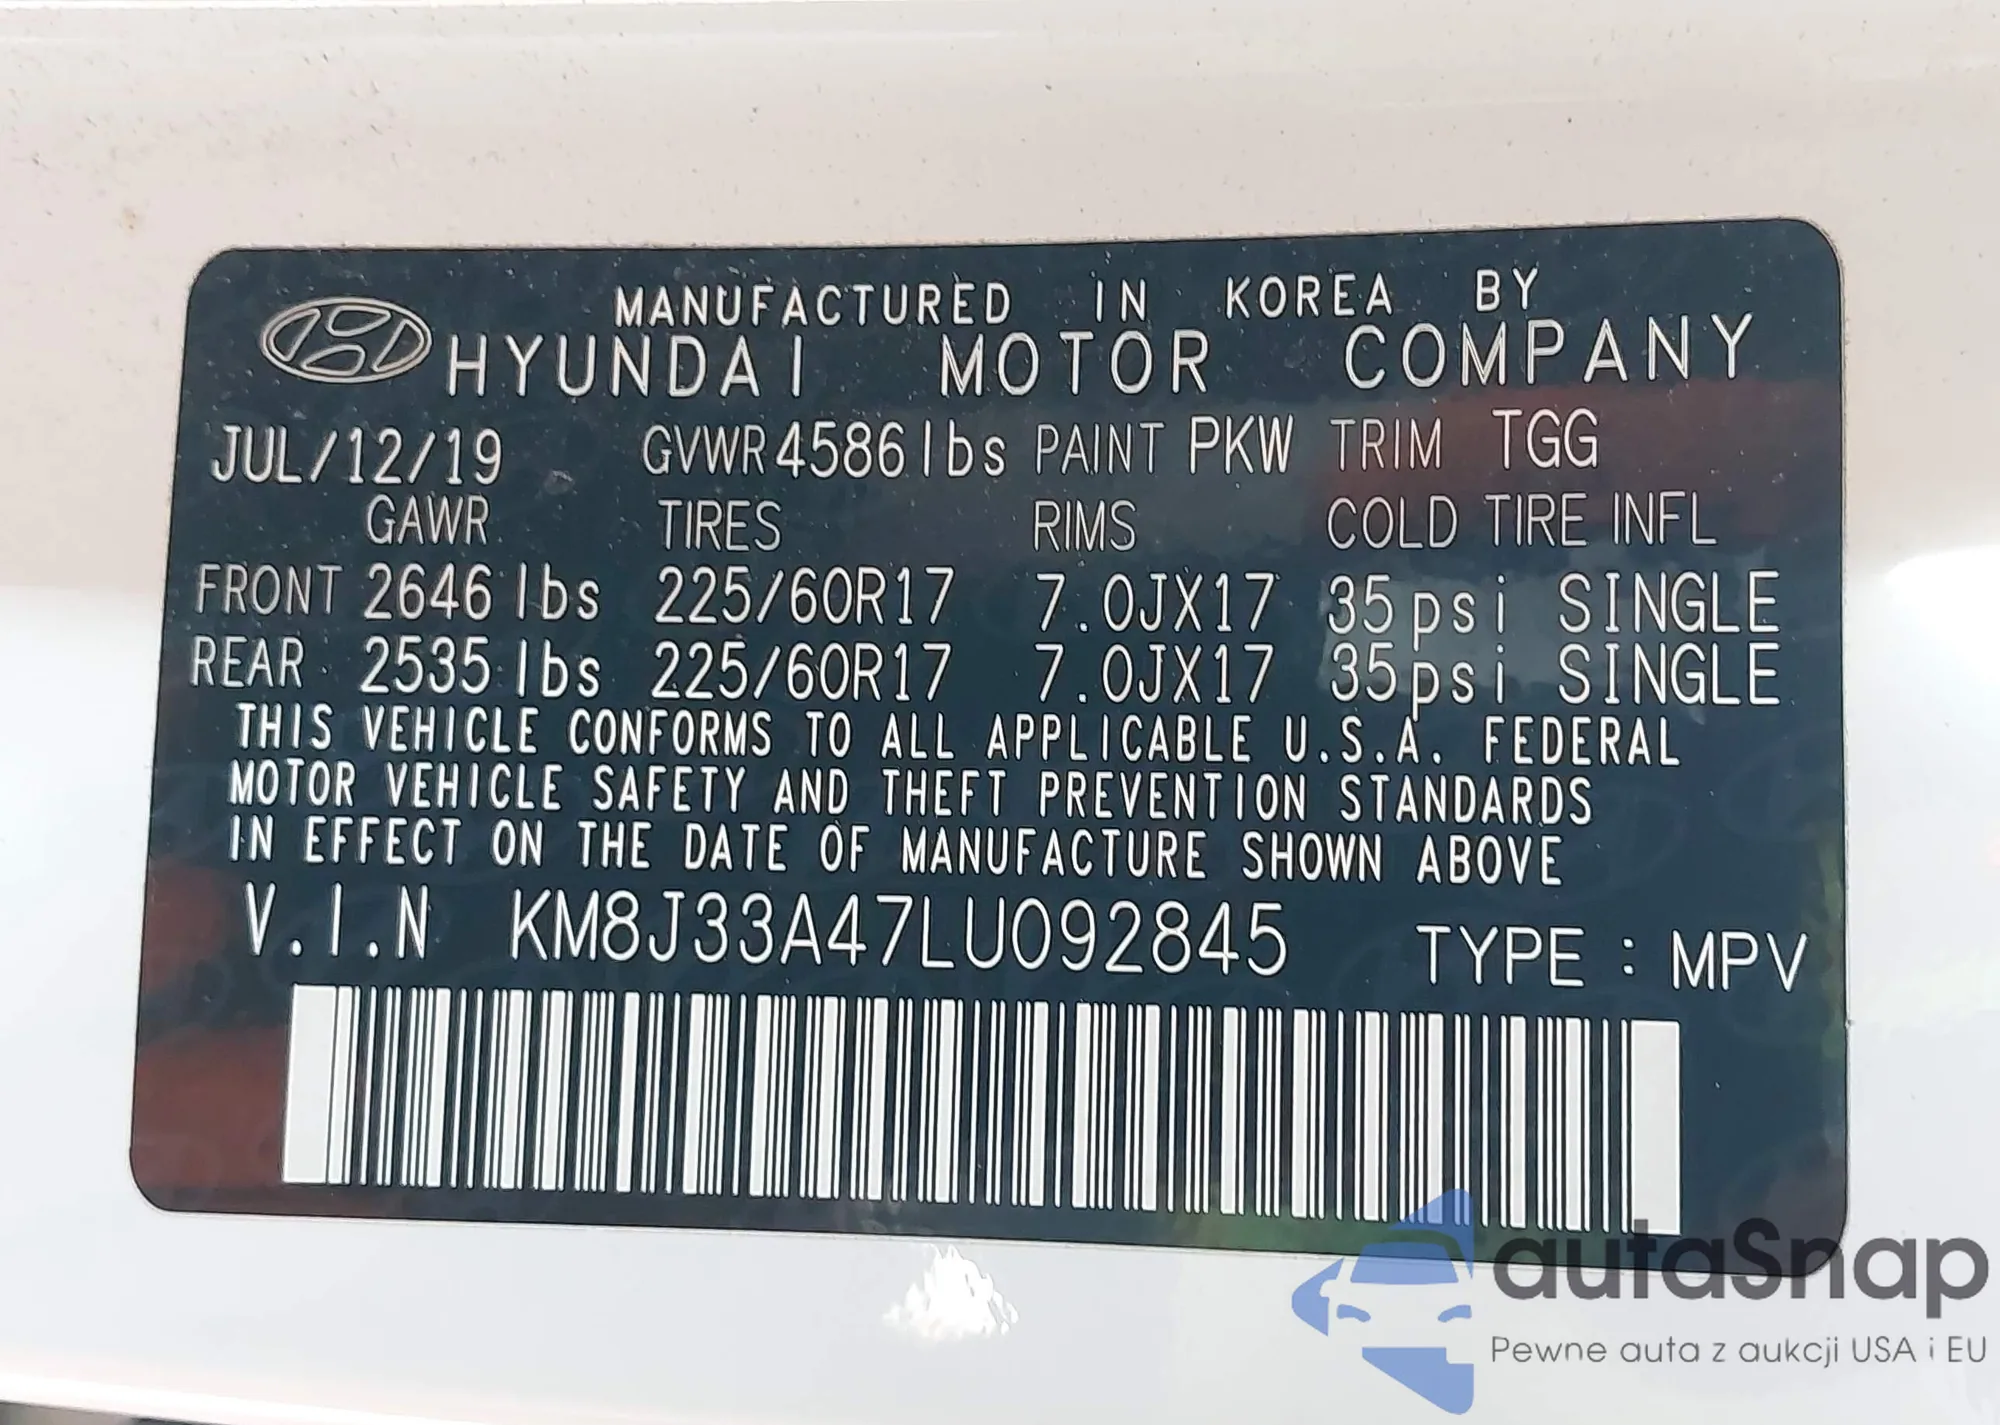 MANUFACTURED IN KOREA BY
HYUNDAI MOTOR COMPANY
JUL/12/19 GVWR 4586lbs PAINT PKW TRIM TGG
GAWR TIRES RIMS COLD TIRE INFL
FRONT 2646 lbs 225/60R17 7.0JX17 35psi SINGLE
REAR 2535 lbs 225/60R17 7.0JX17 35psi SINGLE
THIS VEHICLE CONFORMS TO ALL APPLICABLE U.S.A. FEDERAL
MOTOR VEHICLE SAFETY AND THEFT PREVENTION STANDARDS
IN EFFECT ON THE DATE OF MANUFACTURE SHOWN ABOVE
V.I.N KM8J33A47LU092845 TYPE : MPV
autaSnap
Pewne auta z aukcji USA i EU